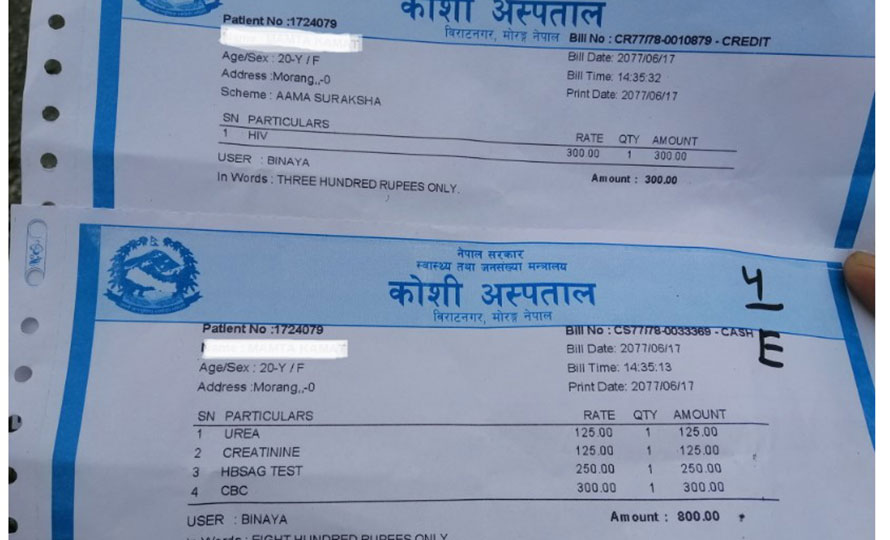 कोशी अस्पताल
बिराटनगर, मोरङ्ग नेपाल
Patient No :1724079
Bill No : CR77/78-0010879 - CREDIT
Age/Sex : 20-Y / F
Bill Date: 2077/06/17
Address :Morang,,-0
Bill Time: 14:35:32
Scheme : AAMA SURAKSHA
Print Date: 2077/06/17
SN PARTICULARS RATE QTY AMOUNT
1 HIV 300.00 1 300.00
USER : BINAYA
Amount : 300.00
In Words : THREE HUNDRED RUPEES ONLY.
नेपाल सरकार
स्वास्थ्य तथा जनसंख्या मन्त्रालय
कोशी अस्पताल
बिराटनगर, मोरङ्ग नेपाल
Patient No :1724079
Bill No : CS77/78-0033369 - CASH
E
Bill Date: 2077/06/17
Age/Sex : 20-Y / F
Bill Time: 14:35:13
Address :Morang,,-0
Print Date: 2077/06/17
SN PARTICULARS RATE QTY AMOUNT
1 UREA 125.00 1 125.00
2 CREATININE 125.00 1 125.00
3 HBSAG TEST 250.00 1 250.00
4 CBC 300.00 1 300.00
USER : BINAYA
Amount : 800.00
In Words : EIGHT HUNDRED RUPEES ONLY